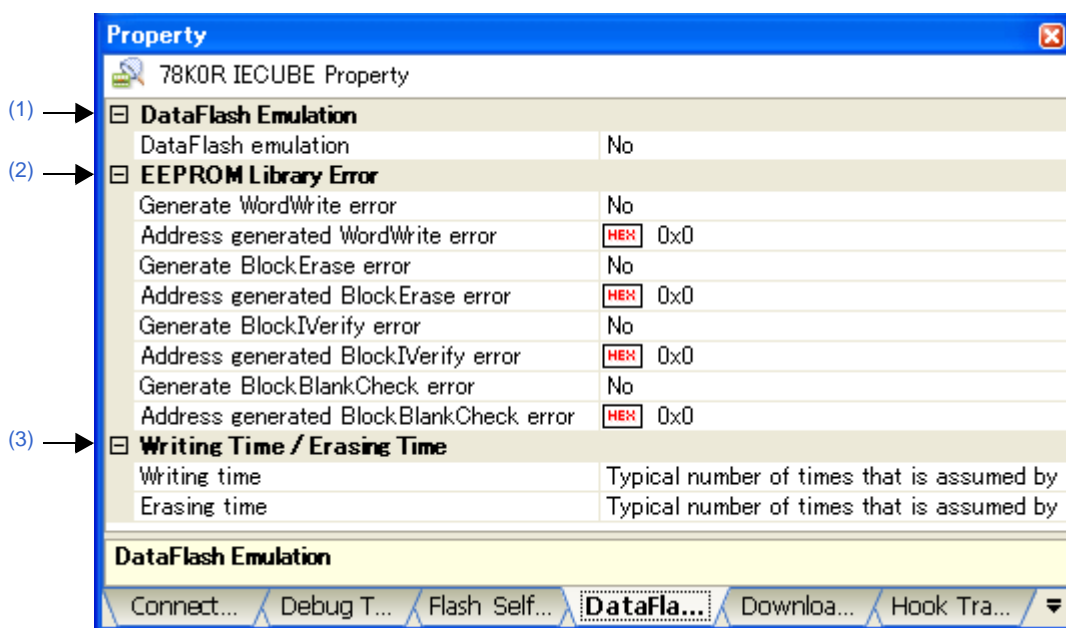 Property
78K0R IECUBE Property
(1) DataFlash Emulation
DataFlash emulation No
(2) EEPROM Library Error
Generate WordWrite error No
Address generated WordWrite error HEX 0x0
Generate BlockErase error No
Address generated BlockErase error HEX 0x0
Generate BlockIVerify error No
Address generated BlockIVerify error HEX 0x0
Generate BlockBlankCheck error No
Address generated BlockBlankCheck error HEX 0x0
(3) Writing Time / Erasing Time
Writing time Typical number of times that is assumed by
Erasing time Typical number of times that is assumed by
DataFlash Emulation
Connect... Debug T... Flash Self... DataFla... Downloa... Hook Tra...